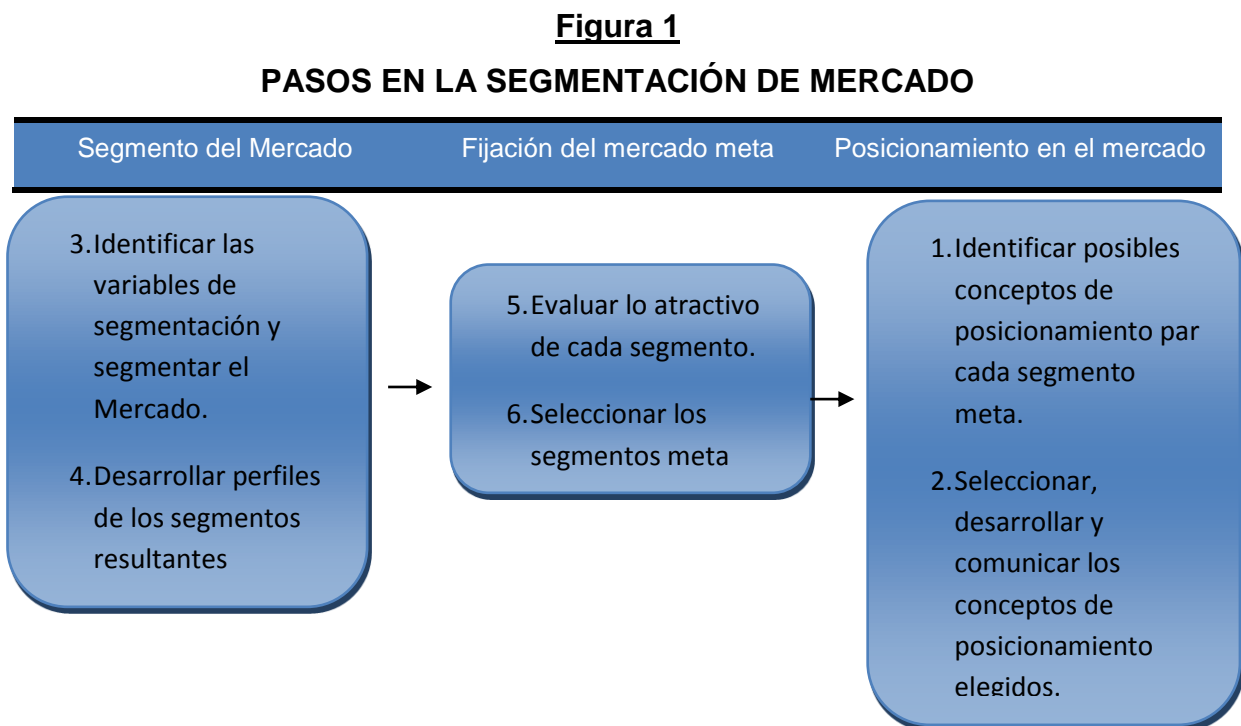 Figura 1
PASOS EN LA SEGMENTACIÓN DE MERCADO
Segmento del Mercado
Fijación del mercado meta
Posicionamiento en el mercado
3.Identificar las
variables de
segmentación y
segmentar el
Mercado.
4.Desarrollar perfiles
de los segmentos
resultantes
5.Evaluar lo atractivo
de cada segmento.
6.Seleccionar los
segmentos meta
1.Identificar posibles
conceptos de
posicionamiento par
cada segmento
meta.
2.Seleccionar,
desarrollar y
comunicar los
conceptos de
posicionamiento
elegidos.